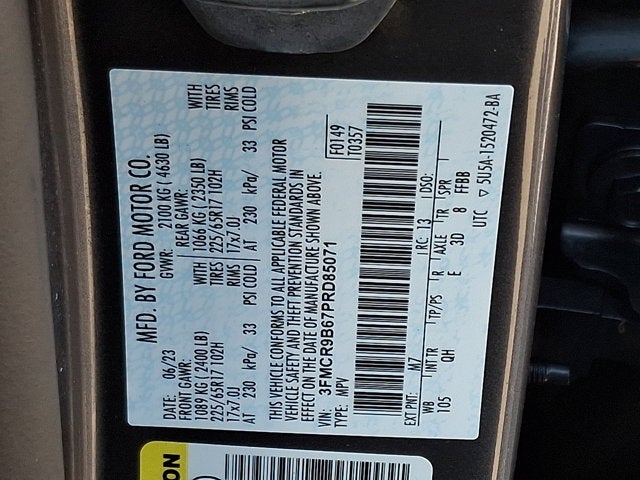 MFD. BY FORD MOTOR CO.
DATE: 06/23 GVWR: 2100 KG ( 4630 LB)
FRONT GAWR: REAR GAWR:
1089 KG ( 2400 LB) 1066 KG ( 2350 LB) WITH
225/65R17 102H TIRES 225/65R17 102H TIRES
17x7.0J RIMS 17x7.0J RIMS
AT 230 kPa/ 33 PSI COLD AT 230 kPa/ 33 PSI COLD
THIS VEHICLE CONFORMS TO ALL APPLICABLE FEDERAL MOTOR
VEHICLE SAFETY AND THEFT PREVENTION STANDARDS IN
EFFECT ON THE DATE OF MANUFACTURE SHOWN ABOVE.
VIN: 3FMCR9B67PRD85071 F0149
TYPE: MPV T0357
EXT PNT: M7 RC: 13 DSO:
WB INT TR TP/PS R AXLE TR SPR
105 QH E 3D 8 FFBB
UTC ▽ 5U5A-1520472-BA
ON